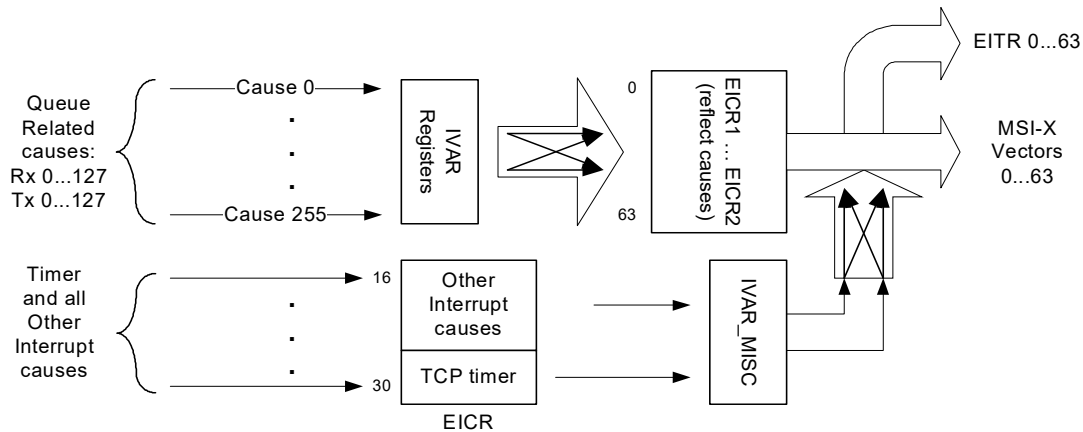 EITR 0...63
Queue
Related
causes:
Rx 0...127
Tx 0...127
Cause 0
.
.
.
.
Cause 255
IVAR
Registers
0
63
EICR1 ... EICR2
(reflect causes)
MSI-X
Vectors
0...63
Timer
and all
Other
Interrupt
causes
.
.
.
.
16
30
Other
Interrupt
causes
TCP timer
EICR
IVAR_MISC